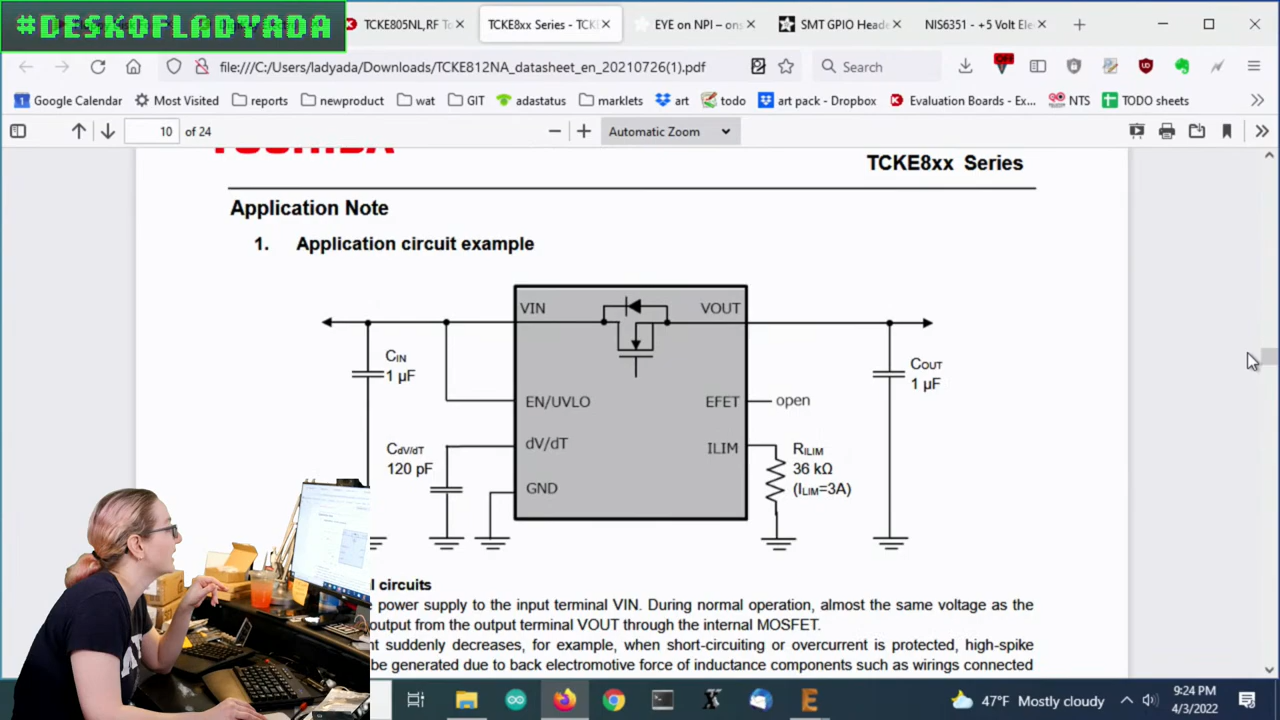 #DESKOFLADYADA
TCKE805NL,RF To
TCKE8xx Series - TCKE
EYE on NPI – ons
SMT GPIO Heade
NIS6351 - +5 Volt Ele
file:///C:/Users/ladyada/Downloads/TCKE812NA_datasheet_en_20210726(1).pdf
Search
Google Calendar
Most Visited
reports
newproduct
wat
GIT
adastatus
marklets
art
todo
art pack - Dropbox
Evaluation Boards - Ex...
NTS
TODO sheets
10 of 24
Automatic Zoom
TOSHIBA
TCKE8xx Series
Application Note
1. Application circuit example
VIN
VOUT
CIN
1 µF
COUT
1 µF
EN/UVLO
EFET
open
CdV/dT
120 pF
dV/dT
ILIM
RILIM
36 kΩ
(ILIM=3A)
GND
l circuits
power supply to the input terminal VIN. During normal operation, almost the same voltage as the
output from the output terminal VOUT through the internal MOSFET.
nt suddenly decreases, for example, when short-circuiting or overcurrent is protected, high-spike
be generated due to back electromotive force of inductance components such as wirings connected
47°F Mostly cloudy
9:24 PM
4/3/2022